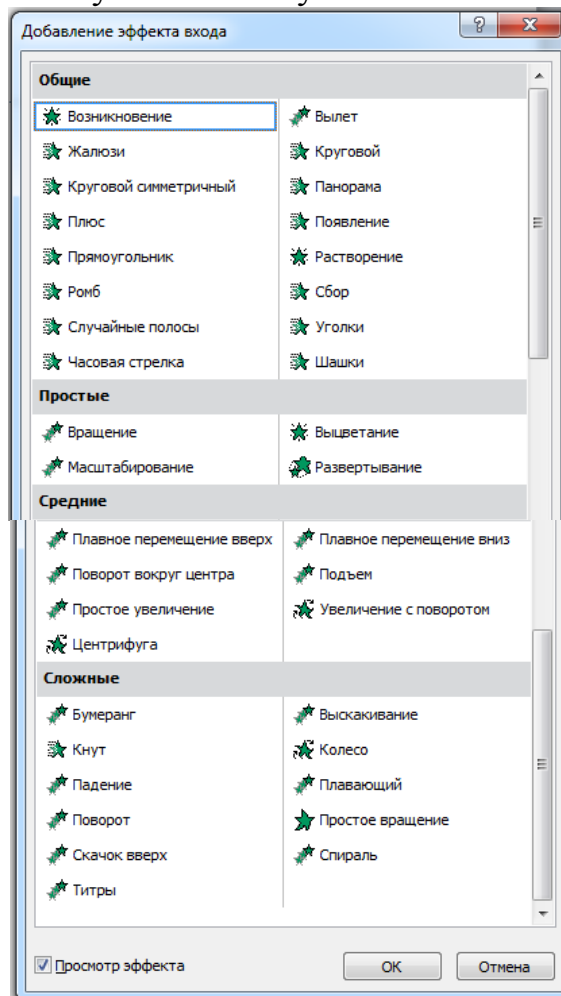 Добавление эффекта входа
Общие
Возникновение Вылет
Жалюзи Круговой
Круговой симметричный Панорама
Плюс Появление
Прямоугольник Растворение
Ромб Сбор
Случайные полосы Уголки
Часовая стрелка Шашки
Простые
Вращение Выцветание
Масштабирование Развертывание
Средние
Плавное перемещение вверх Плавное перемещение вниз
Поворот вокруг центра Подъем
Простое увеличение Увеличение с поворотом
Центрифуга
Сложные
Бумеранг Выскакивание
Кнут Колесо
Падение Плавающий
Поворот Простое вращение
Скачок вверх Спираль
Титры
Просмотр эффекта ОК Отмена